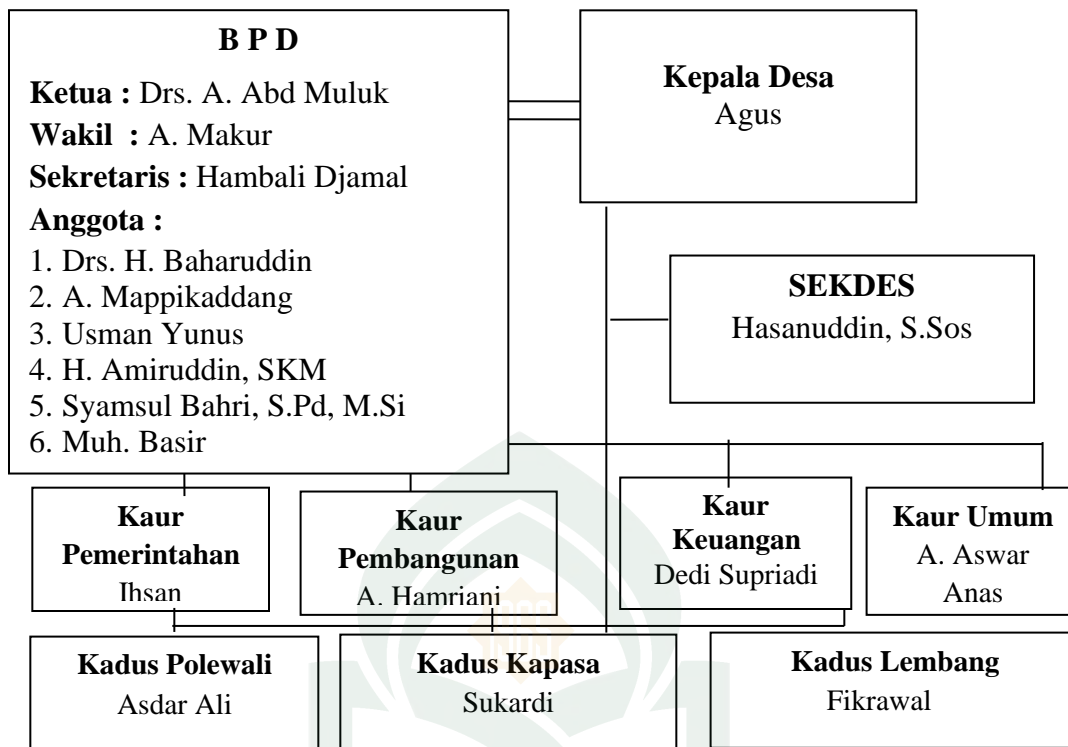 B P D
Ketua : Drs. A. Abd Muluk
Wakil : A. Makur
Sekretaris : Hambali Djamal
Anggota :
1. Drs. H. Baharuddin
2. A. Mappikaddang
3. Usman Yunus
4. H. Amiruddin, SKM
5. Syamsul Bahri, S.Pd, M.Si
6. Muh. Basir
Kepala Desa
Agus
SEKDES
Hasanuddin, S.Sos
Kaur
Pemerintahan
Ihsan
Kaur
Pembangunan
A. Hamriani
Kaur
Keuangan
Dedi Supriadi
Kaur Umum
A. Aswar
Anas
Kadus Polewali
Asdar Ali
Kadus Kapasa
Sukardi
Kadus Lembang
Fikrawal